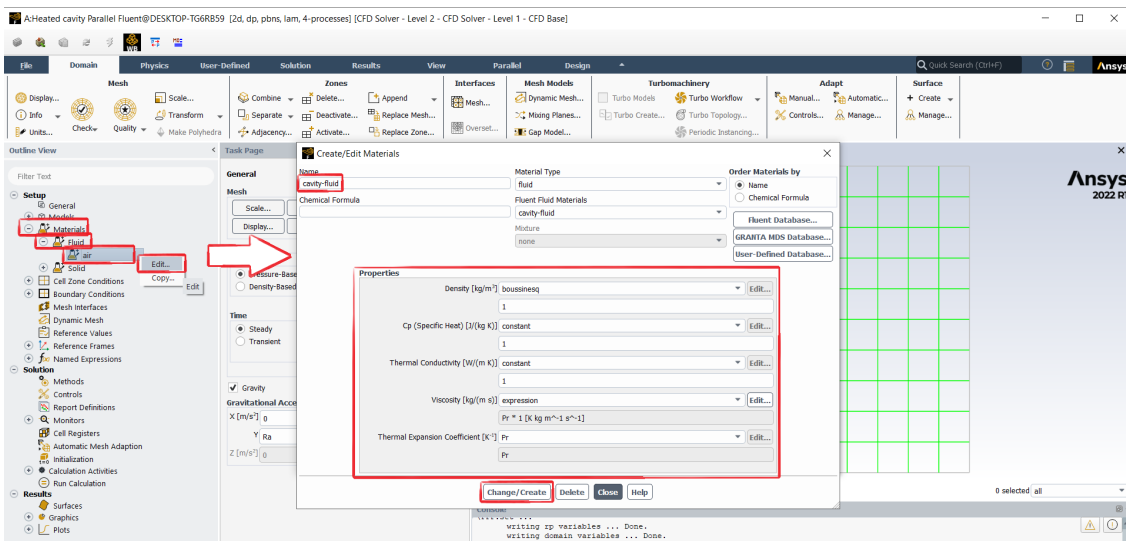 A:Heated cavity Parallel Fluent@DESKTOP-TG6RB59 [2d, dp, pbns, lam, 4-processes] [CFD Solver - Level 2 - CFD Solver - Level 1 - CFD Base]
WB
File Domain Physics User-Defined Solution Results View Parallel Design Quick Search (Ctrl+F) Ansys
Mesh Zones Interfaces Mesh Models Turbomachinery Adapt Surface
Display... Scale... Combine Delete... Append Mesh... Dynamic Mesh... Turbo Models Turbo Workflow Manual... Automatic... Create
Info Check Quality Transform Separate Deactivate... Replace Mesh... Mixing Planes... Turbo Create... Turbo Topology... Controls... Manage... Manage...
Units... Make Polyhedra Adjacency... Activate... Replace Zone... Overset... Gap Model... Periodic Instancing...
Outline View
Filter Text
Setup
General
Models
Materials
Fluid
air
Solid
Cell Zone Conditions
Boundary Conditions
Mesh Interfaces
Dynamic Mesh
Reference Values
Reference Frames
Named Expressions
Solution
Methods
Controls
Report Definitions
Monitors
Cell Registers
Automatic Mesh Adaption
Initialization
Calculation Activities
Run Calculation
Results
Surfaces
Graphics
Plots
Edit...
Copy...
Edit
Task Page
General
Mesh
Scale...
Display...
Pressure-Base
Density-Based
Time
Steady
Transient
Gravity
Gravitational Acce
X [m/s²] 0
Y Ra
Z [m/s²] 0
Create/Edit Materials
Name
cavity-fluid
Chemical Formula
Material Type
fluid
Fluent Fluid Materials
cavity-fluid
Mixture
none
Order Materials by
Name
Chemical Formula
Fluent Database...
GRANTA MDS Database...
User-Defined Database...
Properties
Density [kg/m³] boussinesq Edit...
1
Cp (Specific Heat) [J/(kg K)] constant Edit...
1
Thermal Conductivity [W/(m K)] constant Edit...
1
Viscosity [kg/(m s)] expression Edit...
Pr * 1 [K kg m^-1 s^-1]
Thermal Expansion Coefficient [K⁻¹] Pr Edit...
Pr
Change/Create Delete Close Help
Ansys
2022 R1
0 selected all
Console
writing rp variables ... Done.
writing domain variables ... Done.